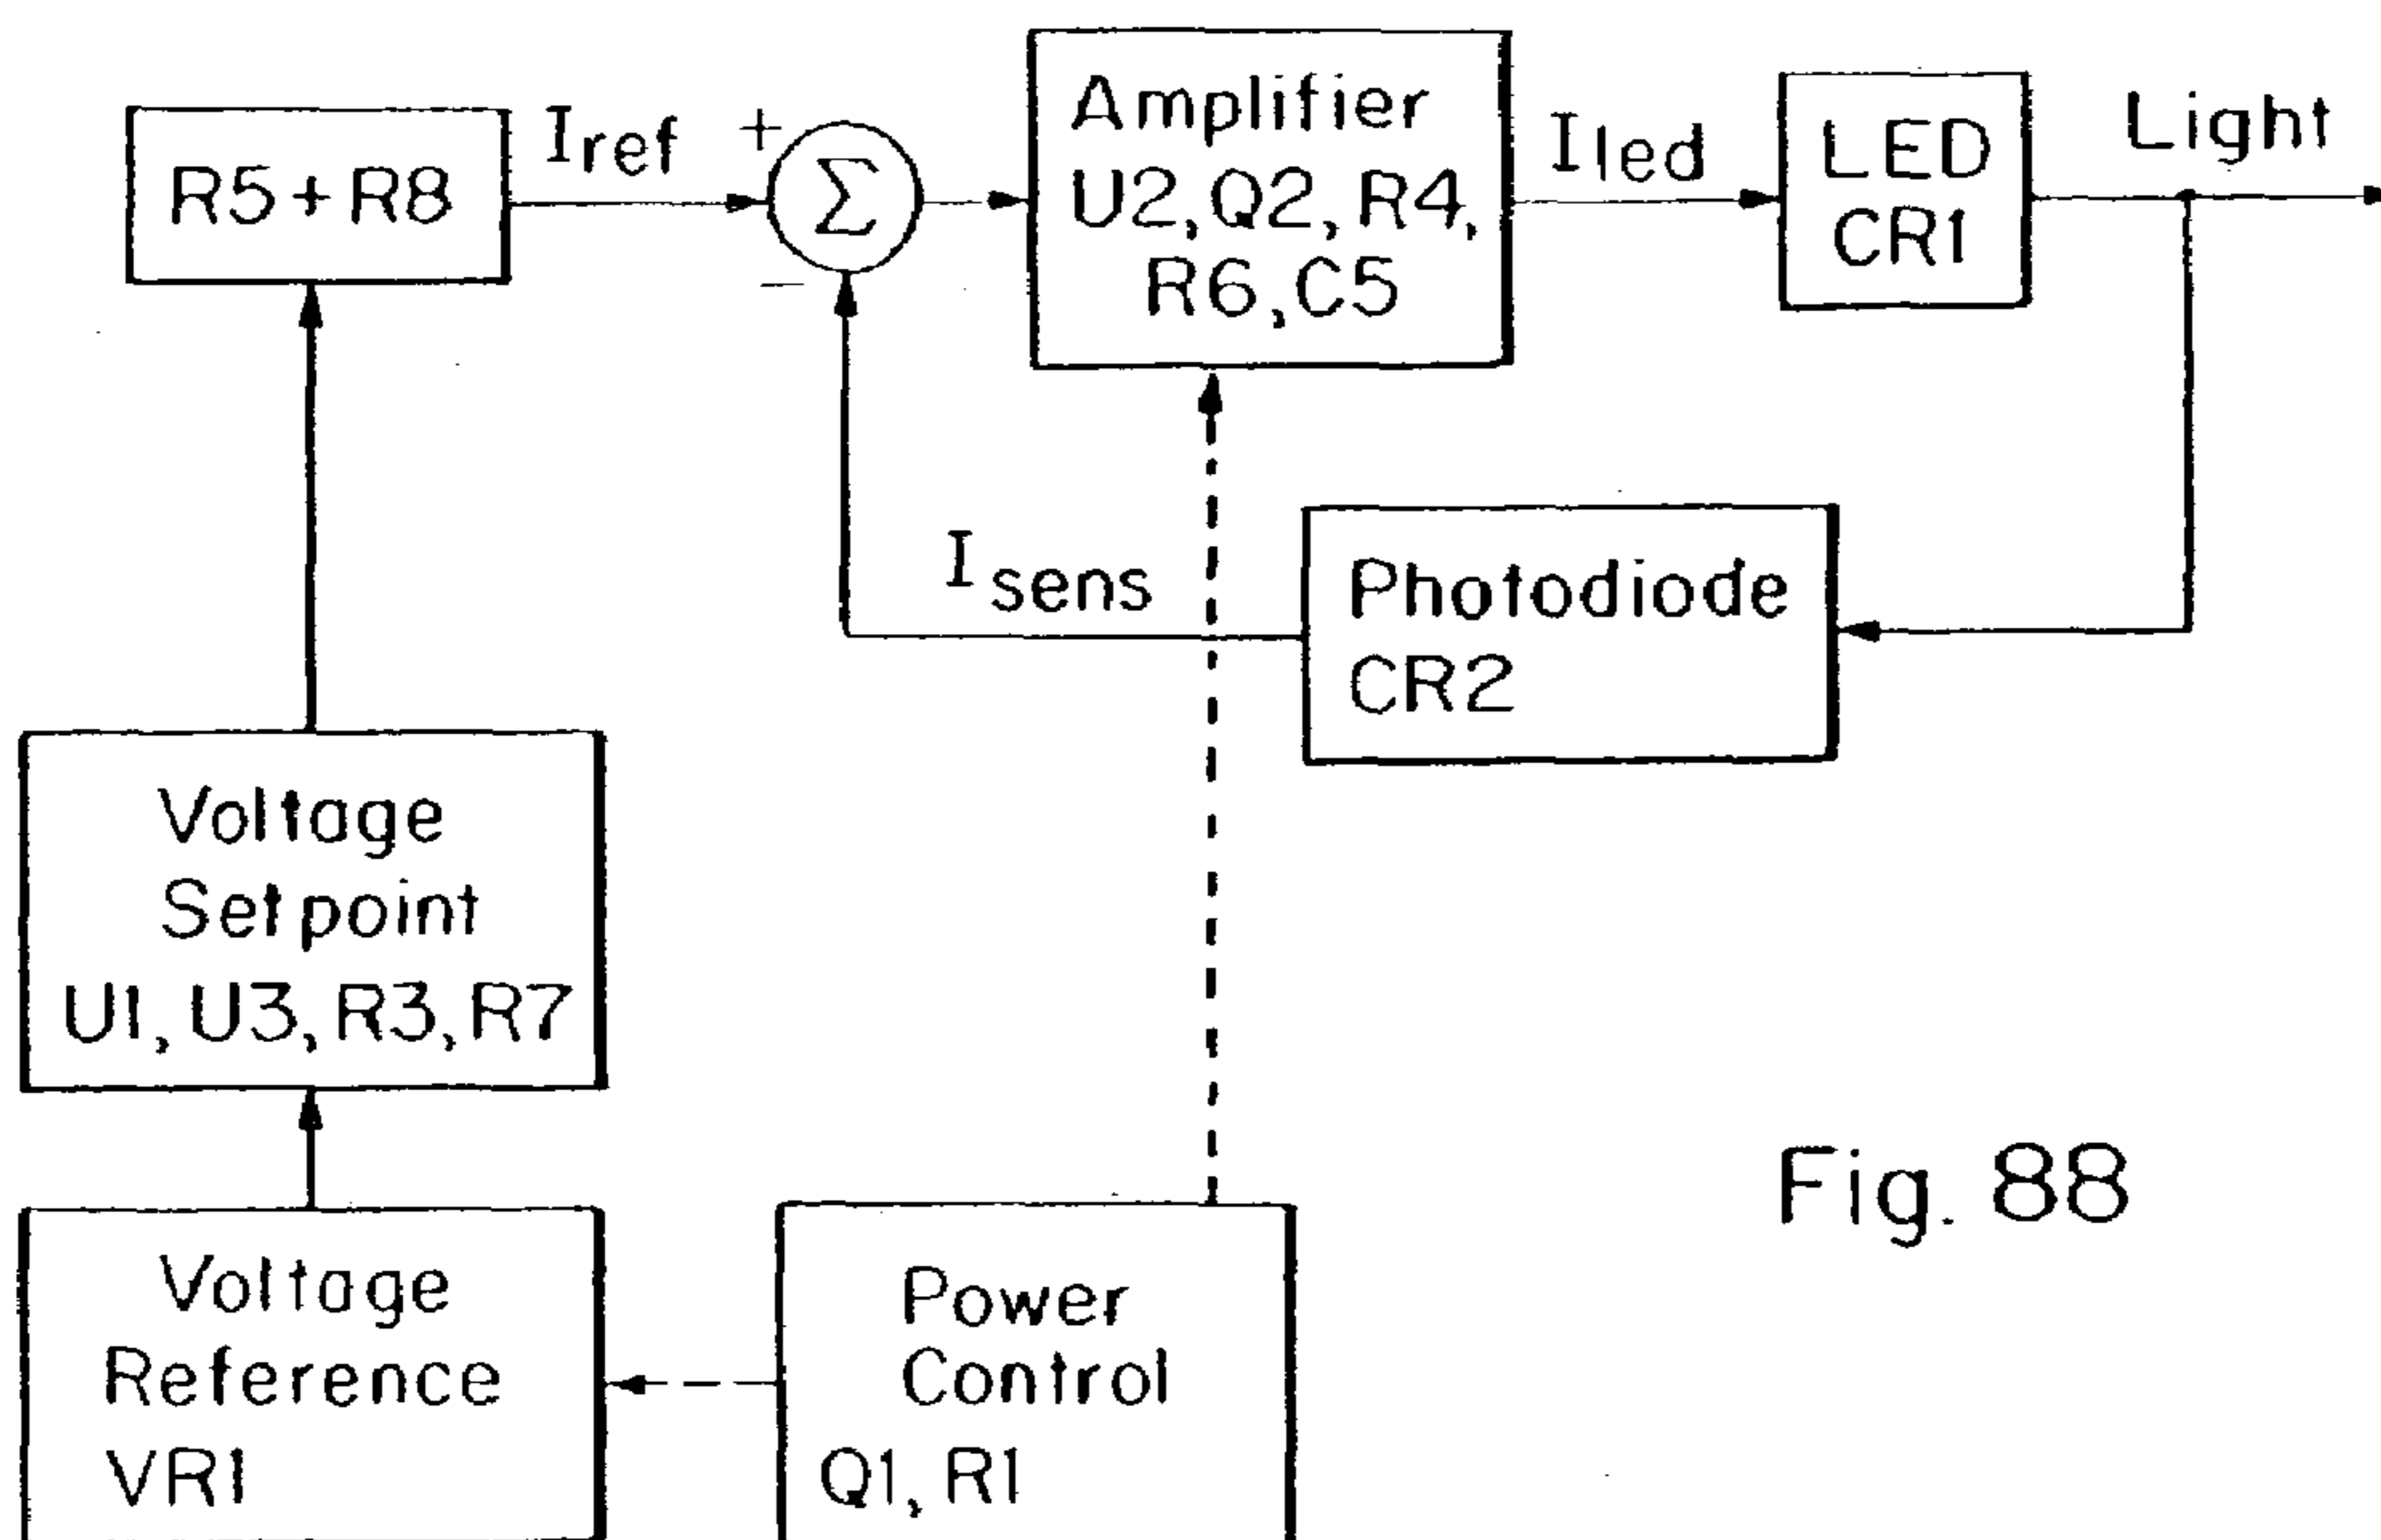 R5 + R8
Iref
+
Σ
−
Amplifier
U2, Q2, R4,
R6, C5
Iled
LED
CR1
Light
Isens
Photodiode
CR2
Voltage
Setpoint
U1, U3, R3, R7
Voltage
Reference
VR1
Power
Control
Q1, R1
Fig. 88